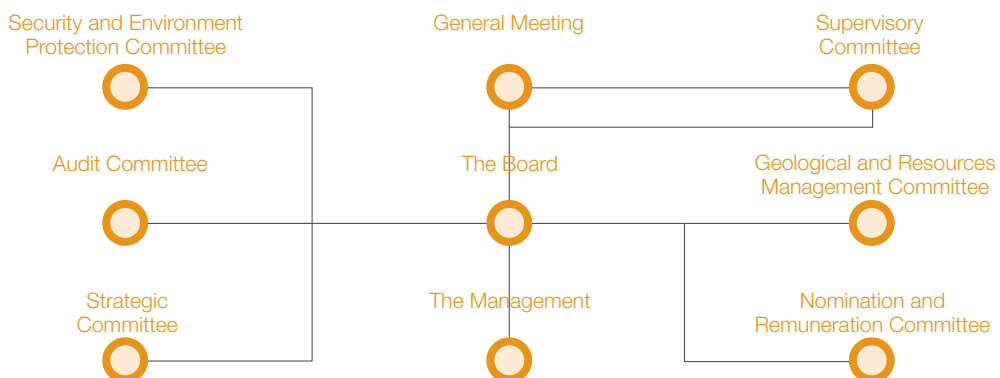 Security and Environment
Protection Committee
General Meeting
Supervisory
Committee
Audit Committee
The Board
Geological and Resources
Management Committee
Strategic
Committee
The Management
Nomination and
Remuneration Committee